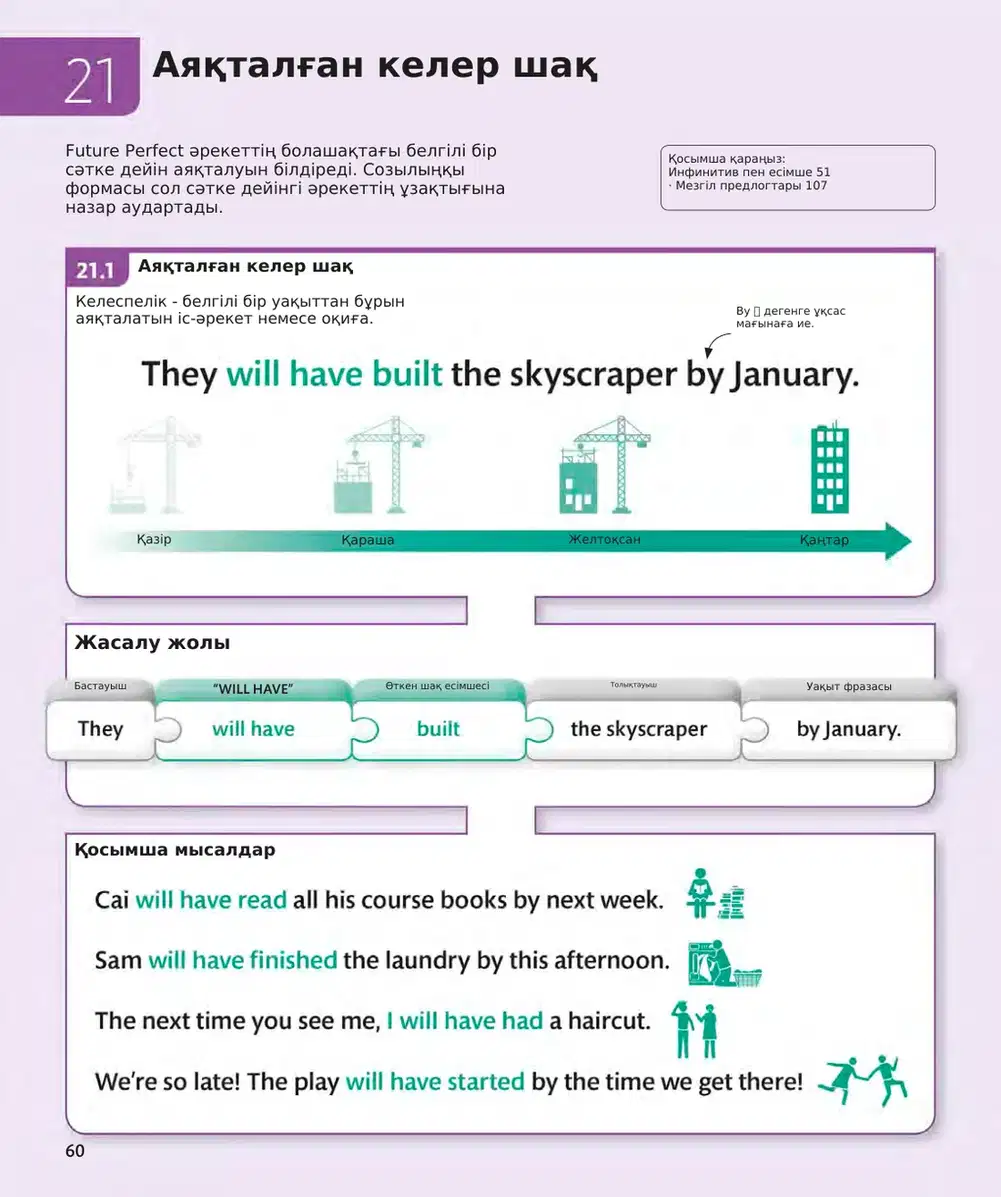 21
Аяқталған келер шақ
Future Perfect әрекеттің болашақтағы белгілі бір
сәтке дейін аяқталуын білдіреді. Созылыңқы
формасы сол сәтке дейінгі әрекеттің ұзақтығына
назар аудартады.
Қосымша қараңыз:
Инфинитив пен есімше 51
· Мезгіл предлогтары 107
21.1
Аяқталған келер шақ
Келеспелік - белгілі бір уақыттан бұрын
аяқталатын іс-әрекет немесе оқиға.
By дегенге ұқсас
мағынаға ие.
They will have built the skyscraper by January.
Қазір
Қараша
Желтоқсан
Қаңтар
Жасалу жолы
Бастауыш
"WILL HAVE"
Өткен шақ есімшесі
Толықтауыш
Уақыт фразасы
They
will have
built
the skyscraper
by January.
Қосымша мысалдар
Cai will have read all his course books by next week.
Sam will have finished the laundry by this afternoon.
The next time you see me, I will have had a haircut.
We're so late! The play will have started by the time we get there!
60